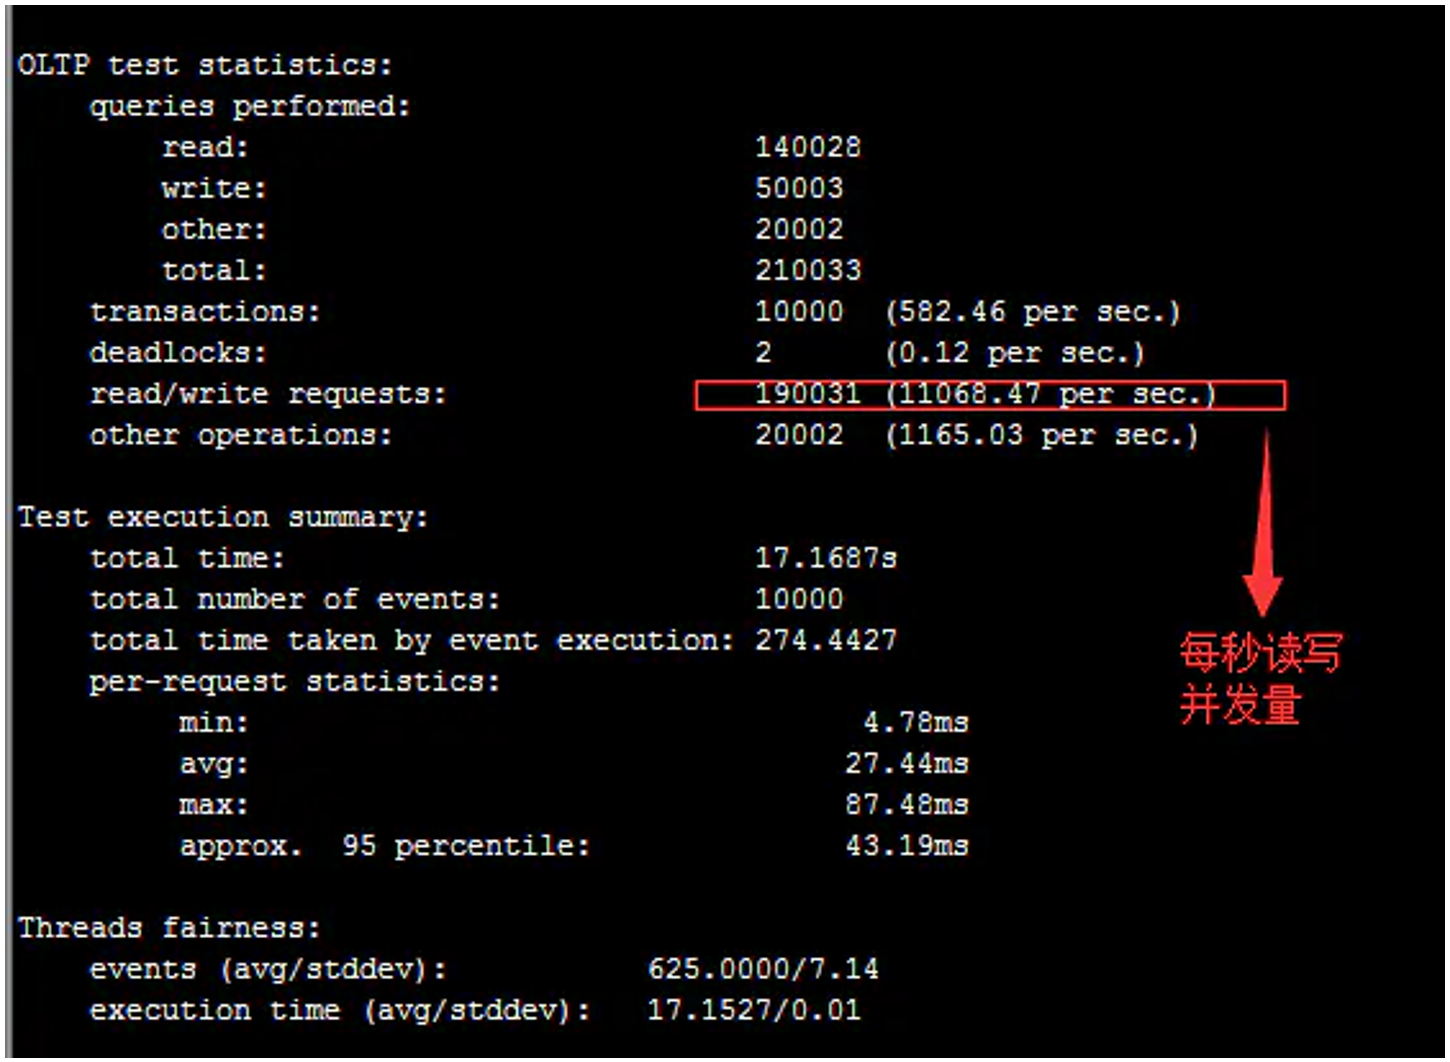 OLTP test statistics:
queries performed:
read: 140028
write: 50003
other: 20002
total: 210033
transactions: 10000 (582.46 per sec.)
deadlocks: 2 (0.12 per sec.)
read/write requests: 190031 (11068.47 per sec.)
other operations: 20002 (1165.03 per sec.)
Test execution summary:
total time: 17.1687s
total number of events: 10000
total time taken by event execution: 274.4427
per-request statistics:
min: 4.78ms
avg: 27.44ms
max: 87.48ms
approx. 95 percentile: 43.19ms
每秒读写
并发量
Threads fairness:
events (avg/stddev): 625.0000/7.14
execution time (avg/stddev): 17.1527/0.01